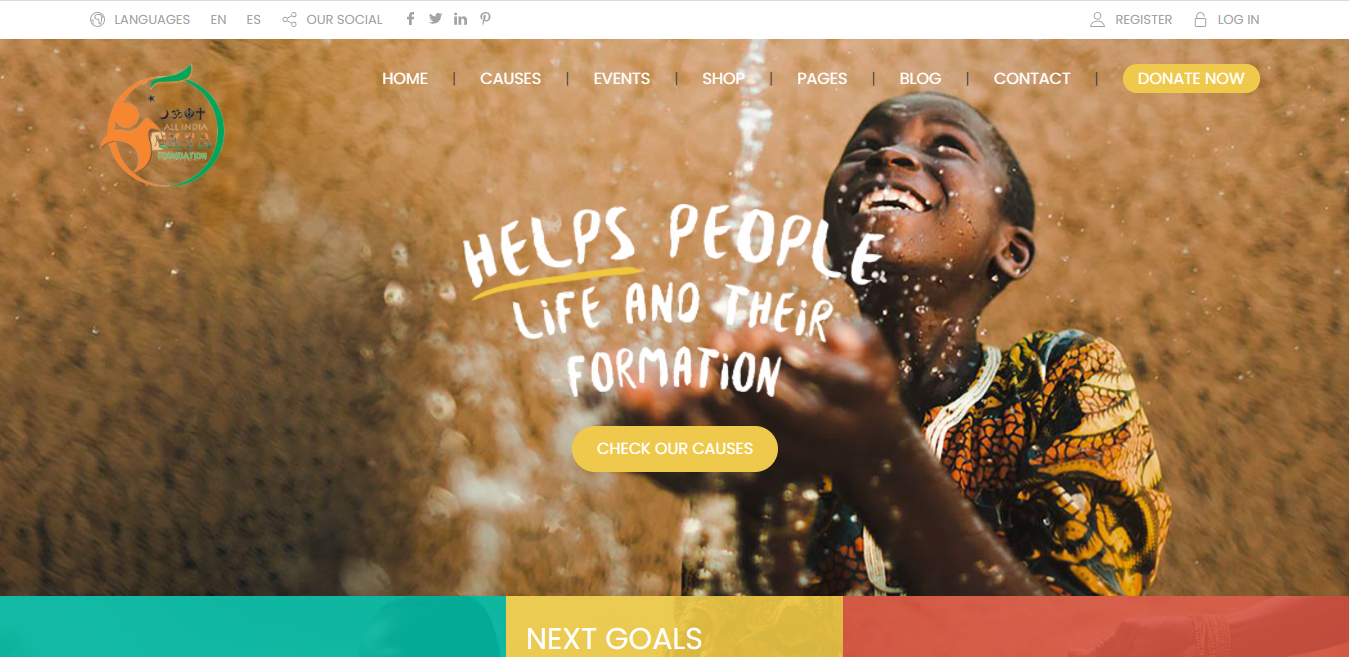 LANGUAGES EN ES OUR SOCIAL REGISTER LOG IN
HOME | CAUSES | EVENTS | SHOP | PAGES | BLOG | CONTACT | DONATE NOW
ALL INDIA
FOUNDATION
HELPS PEOPLE
LiFE AND THEiR
FORMATiON
CHECK OUR CAUSES
NEXT GOALS